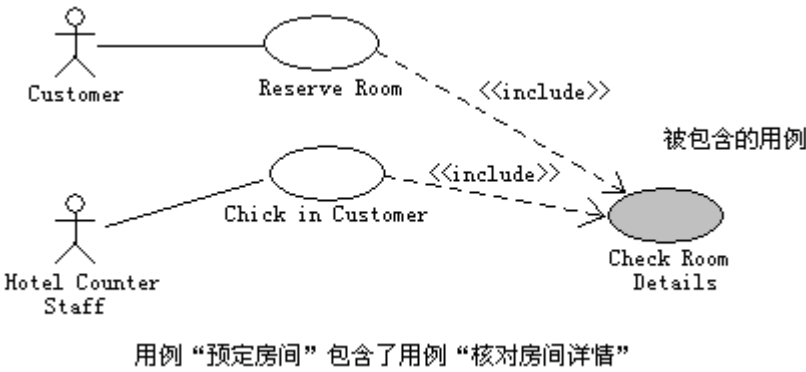 Customer
Reserve Room
<<include>>
被包含的用例
<<include>>
Chick in Customer
Check Room
Details
Hotel Counter
Staff
用例“预定房间”包含了用例“核对房间详情”